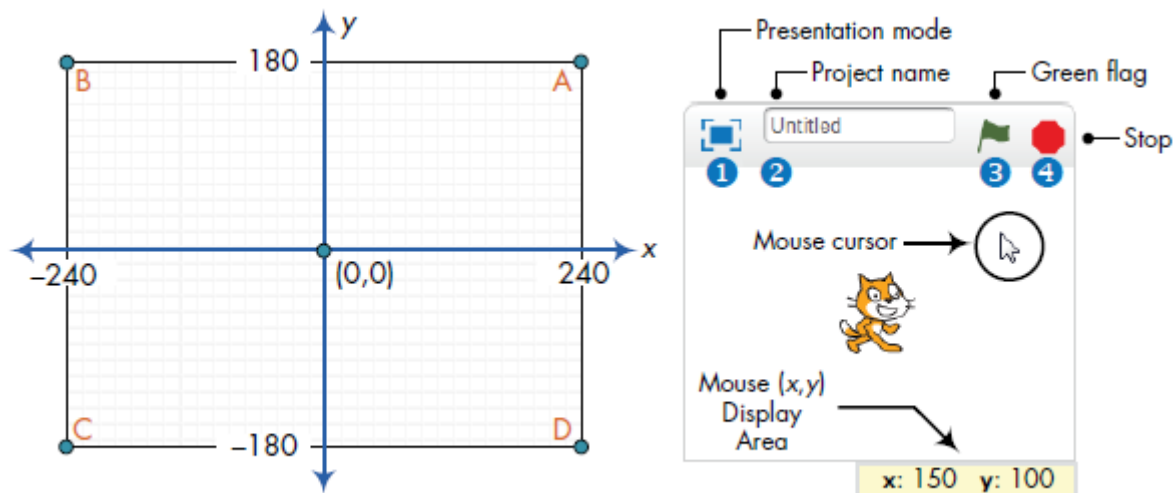 y
180
B
A
x
–240
(0,0)
240
C
D
–180
Presentation mode
Project name
Green flag
Untitled
Stop
1
2
3
4
Mouse cursor
Mouse (x,y)
Display
Area
x: 150 y: 100